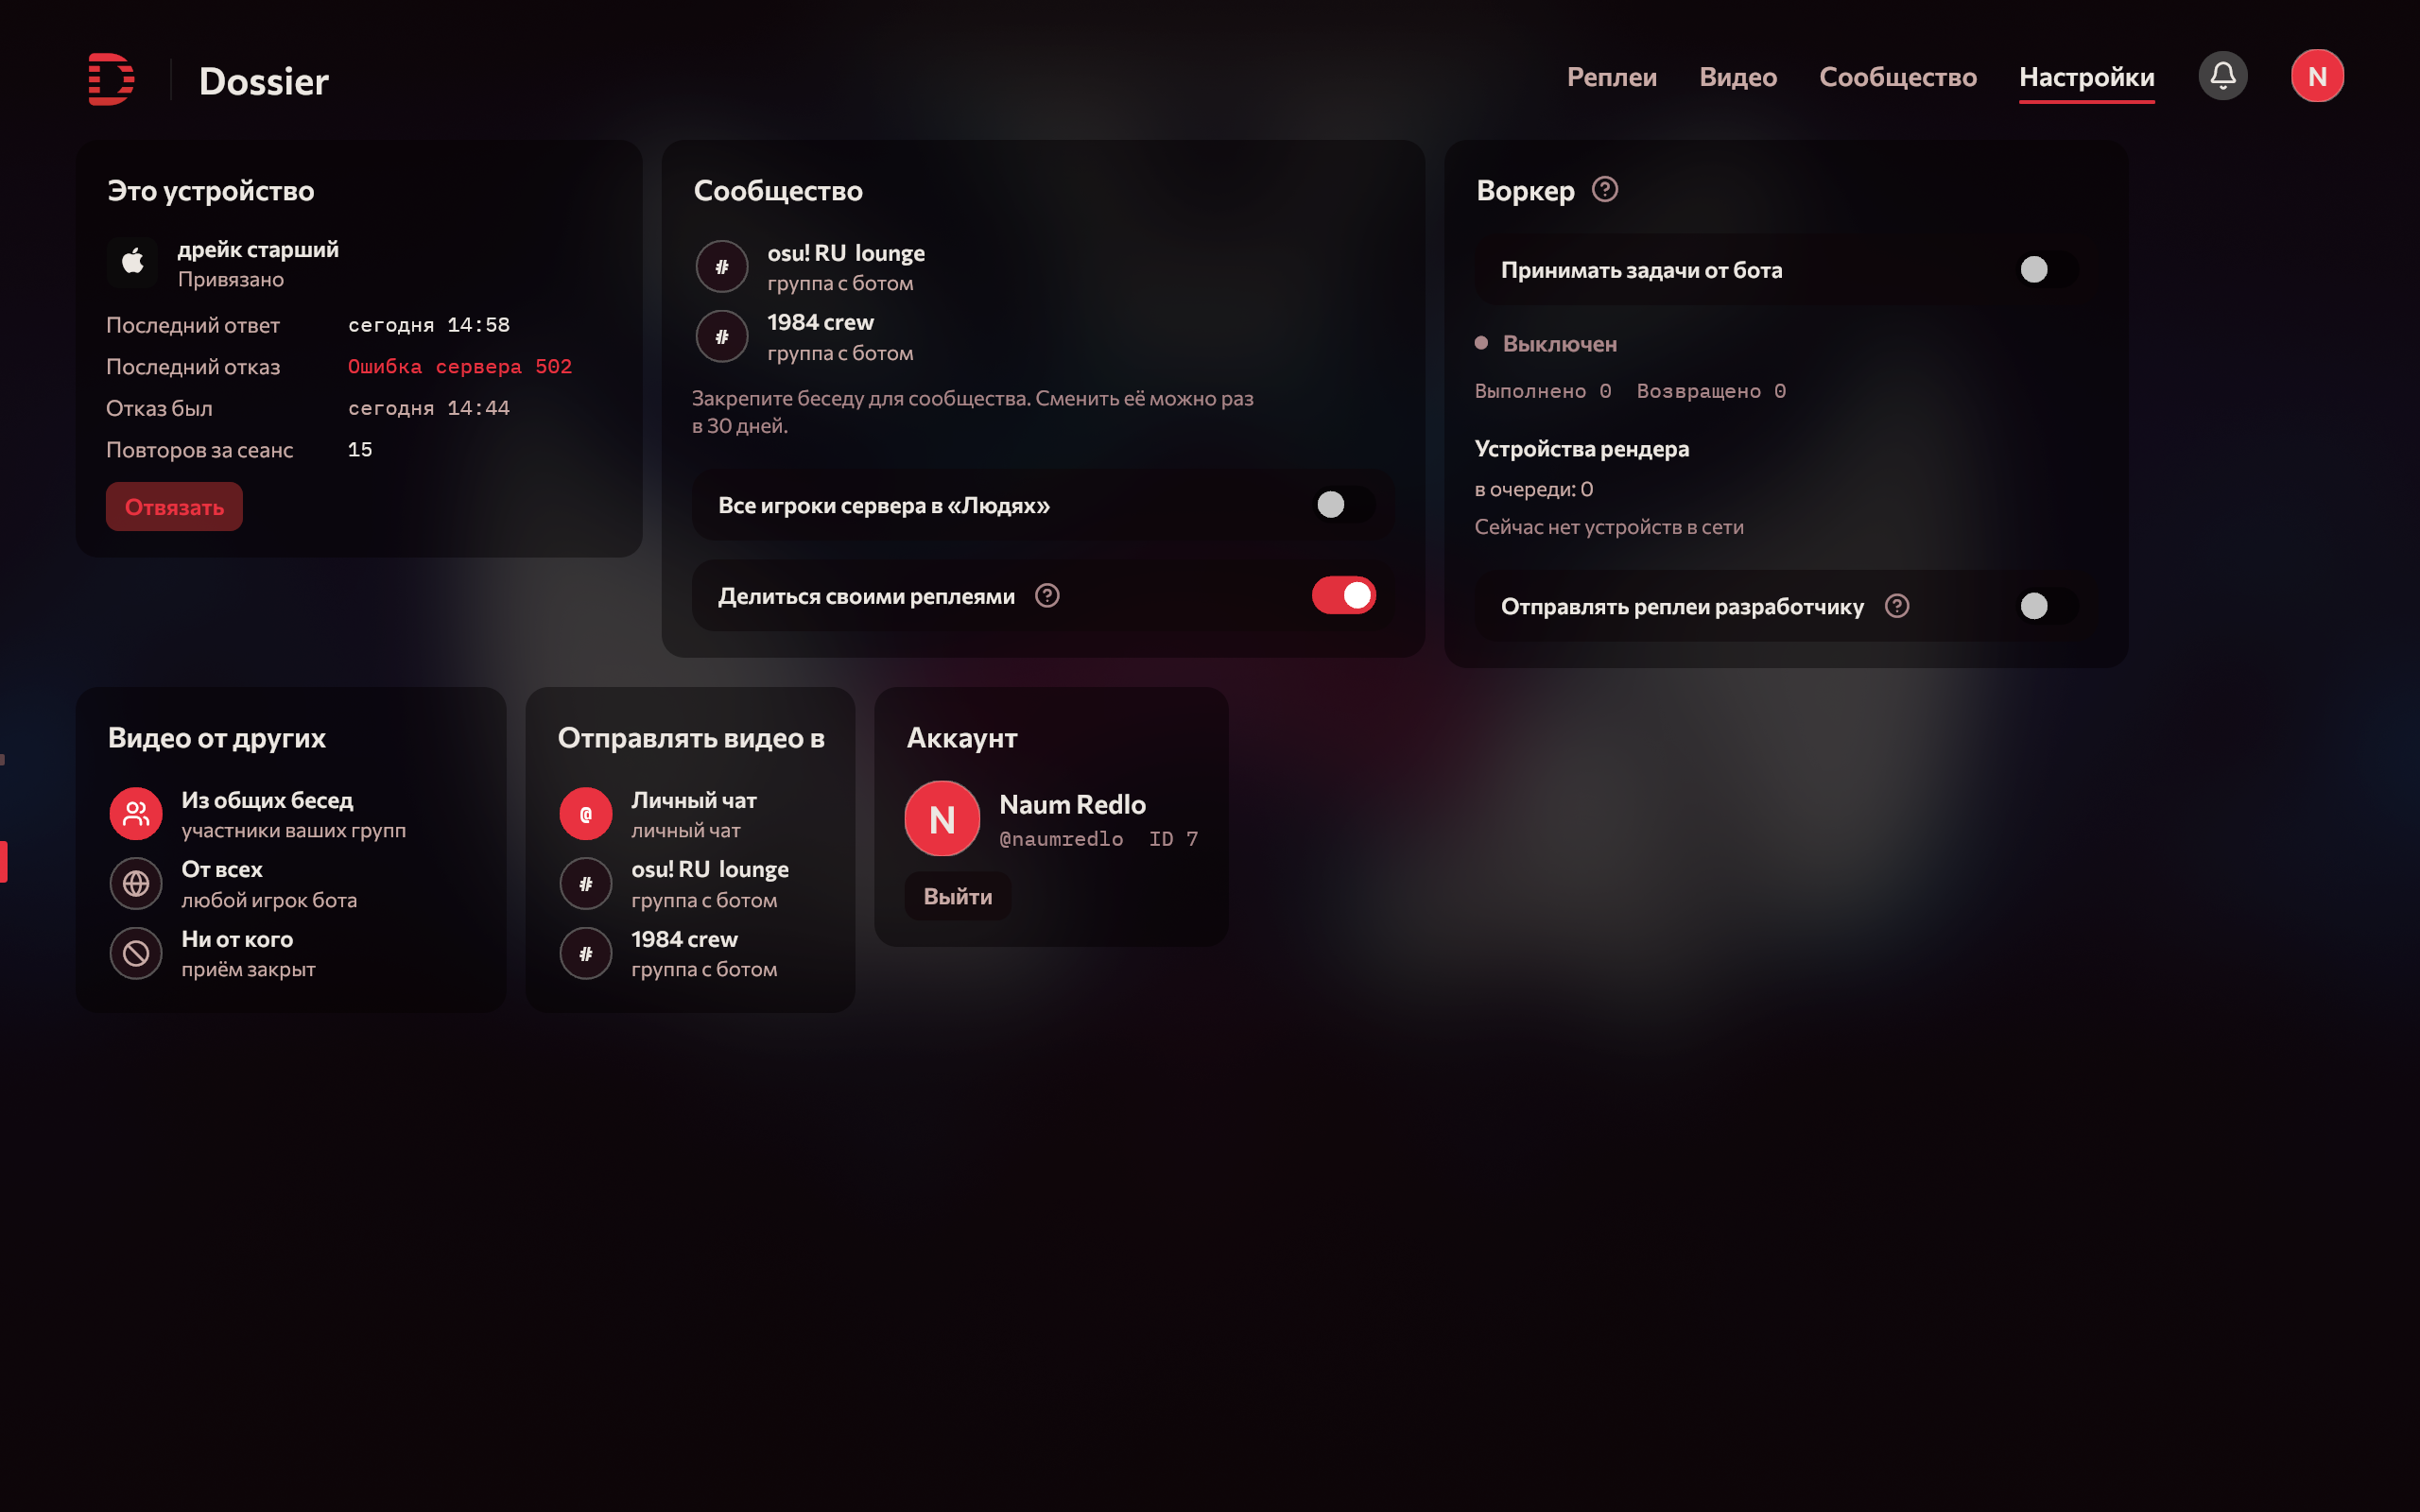 Dossier
Реплеи
Видео
Сообщество
Настройки
N
Это устройство
дрейк старший
Привязано
Последний ответ сегодня 14:58
Последний отказ Ошибка сервера 502
Отказ был сегодня 14:44
Повторов за сеанс 15
Отвязать
Сообщество
# osu! RU lounge
группа с ботом
# 1984 crew
группа с ботом
Закрепите беседу для сообщества. Сменить её можно раз
в 30 дней.
Все игроки сервера в «Людях»
Делиться своими реплеями ?
Воркер ?
Принимать задачи от бота
Выключен
Выполнено 0 Возвращено 0
Устройства рендера
в очереди: 0
Сейчас нет устройств в сети
Отправлять реплеи разработчику ?
Видео от других
Из общих бесед
участники ваших групп
От всех
любой игрок бота
Ни от кого
приём закрыт
Отправлять видео в
@ Личный чат
личный чат
# osu! RU lounge
группа с ботом
# 1984 crew
группа с ботом
Аккаунт
N Naum Redlo
@naumredlo ID 7
Выйти